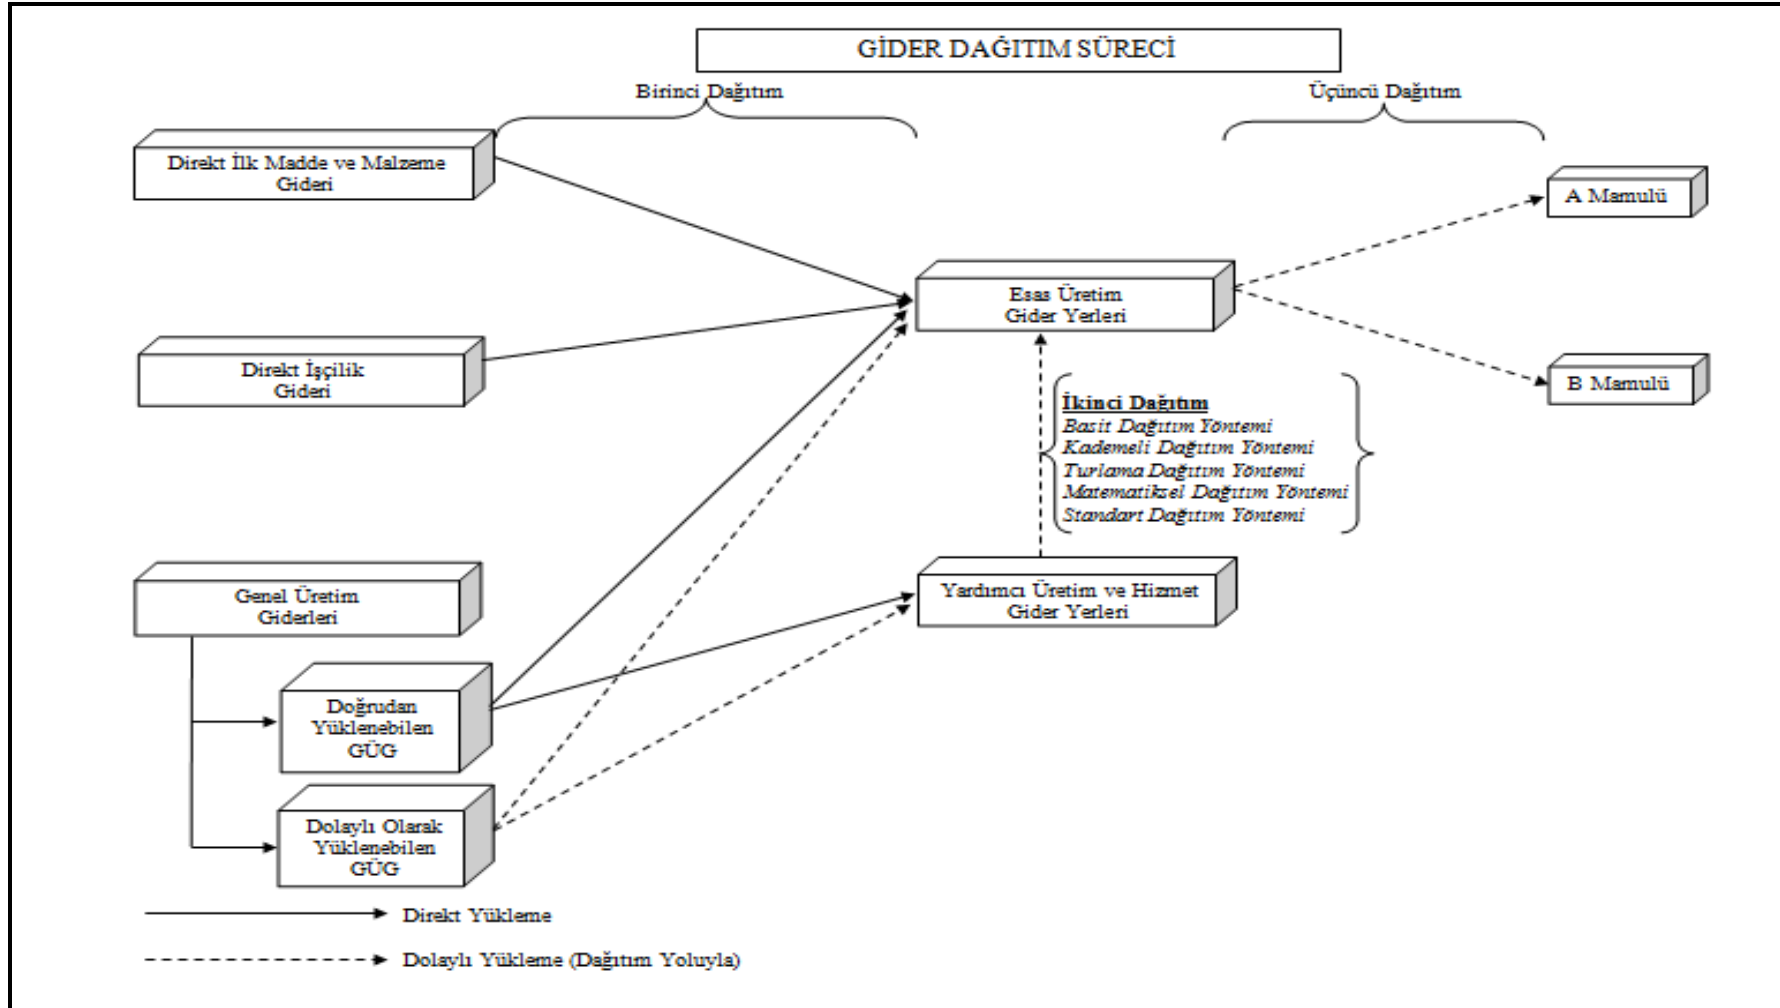 GİDER DAĞITIM SÜRECİ
Birinci Dağıtım
Üçüncü Dağıtım
Direkt İlk Madde ve Malzeme
Gideri
A Mamulü
Esas Üretim
Gider Yerleri
Direkt İşçilik
Gideri
B Mamulü
İkinci Dağıtım
Basit Dağıtım Yöntemi
Kademeli Dağıtım Yöntemi
Turlama Dağıtım Yöntemi
Matematiksel Dağıtım Yöntemi
Standart Dağıtım Yöntemi
Genel Üretim
Giderleri
Yardımcı Üretim ve Hizmet
Gider Yerleri
Doğrudan
Yüklenebilen
GÜG
Dolaylı Olarak
Yüklenebilen
GÜG
Direkt Yükleme
Dolaylı Yükleme (Dağıtım Yoluyla)